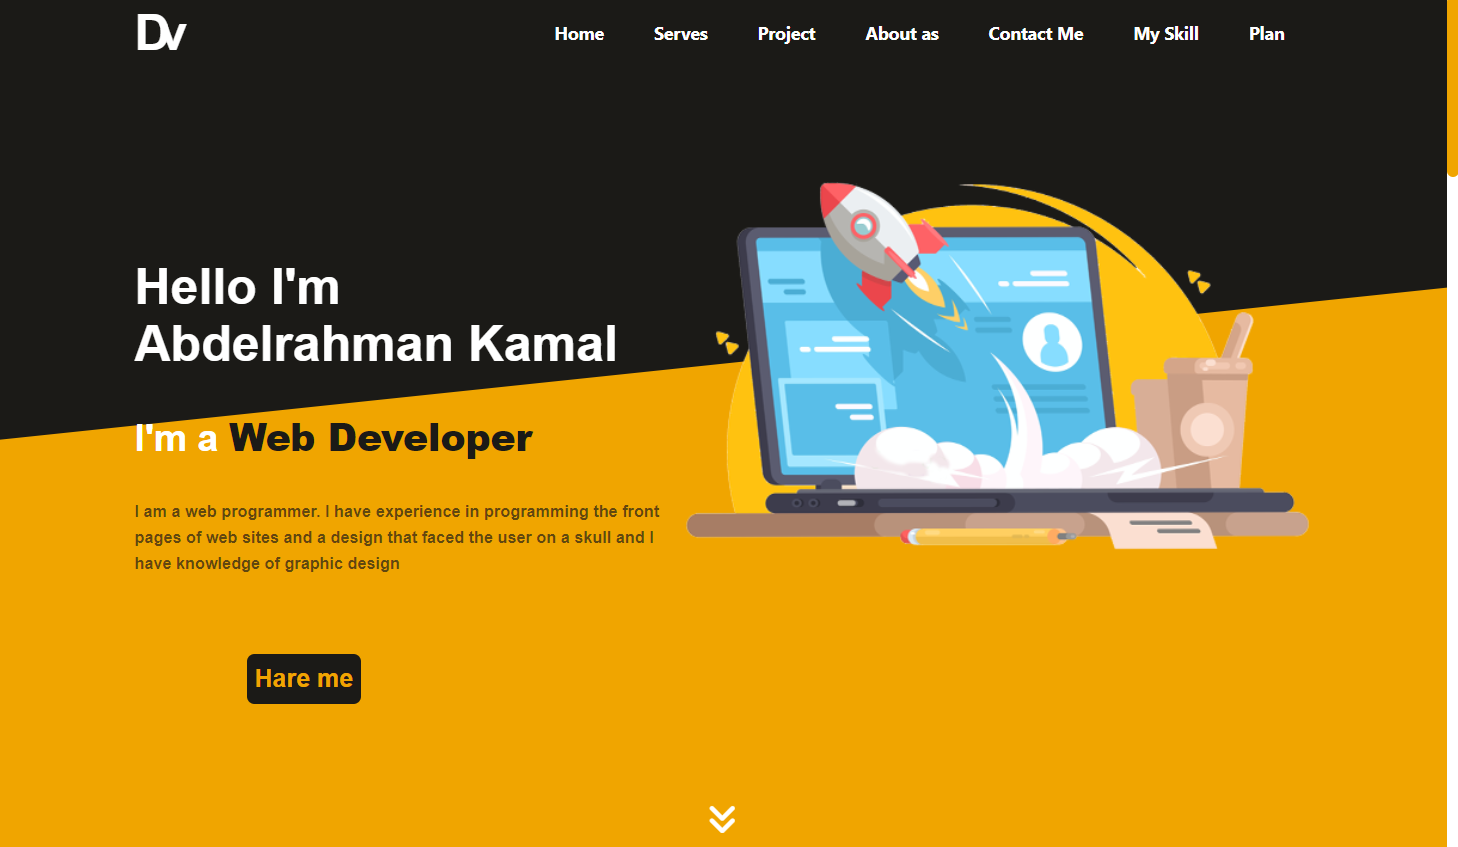 Dv
Home Serves Project About as Contact Me My Skill Plan
Hello I'm
Abdelrahman Kamal
I'm a Web Developer
I am a web programmer. I have experience in programming the front
pages of web sites and a design that faced the user on a skull and I
have knowledge of graphic design
Hare me